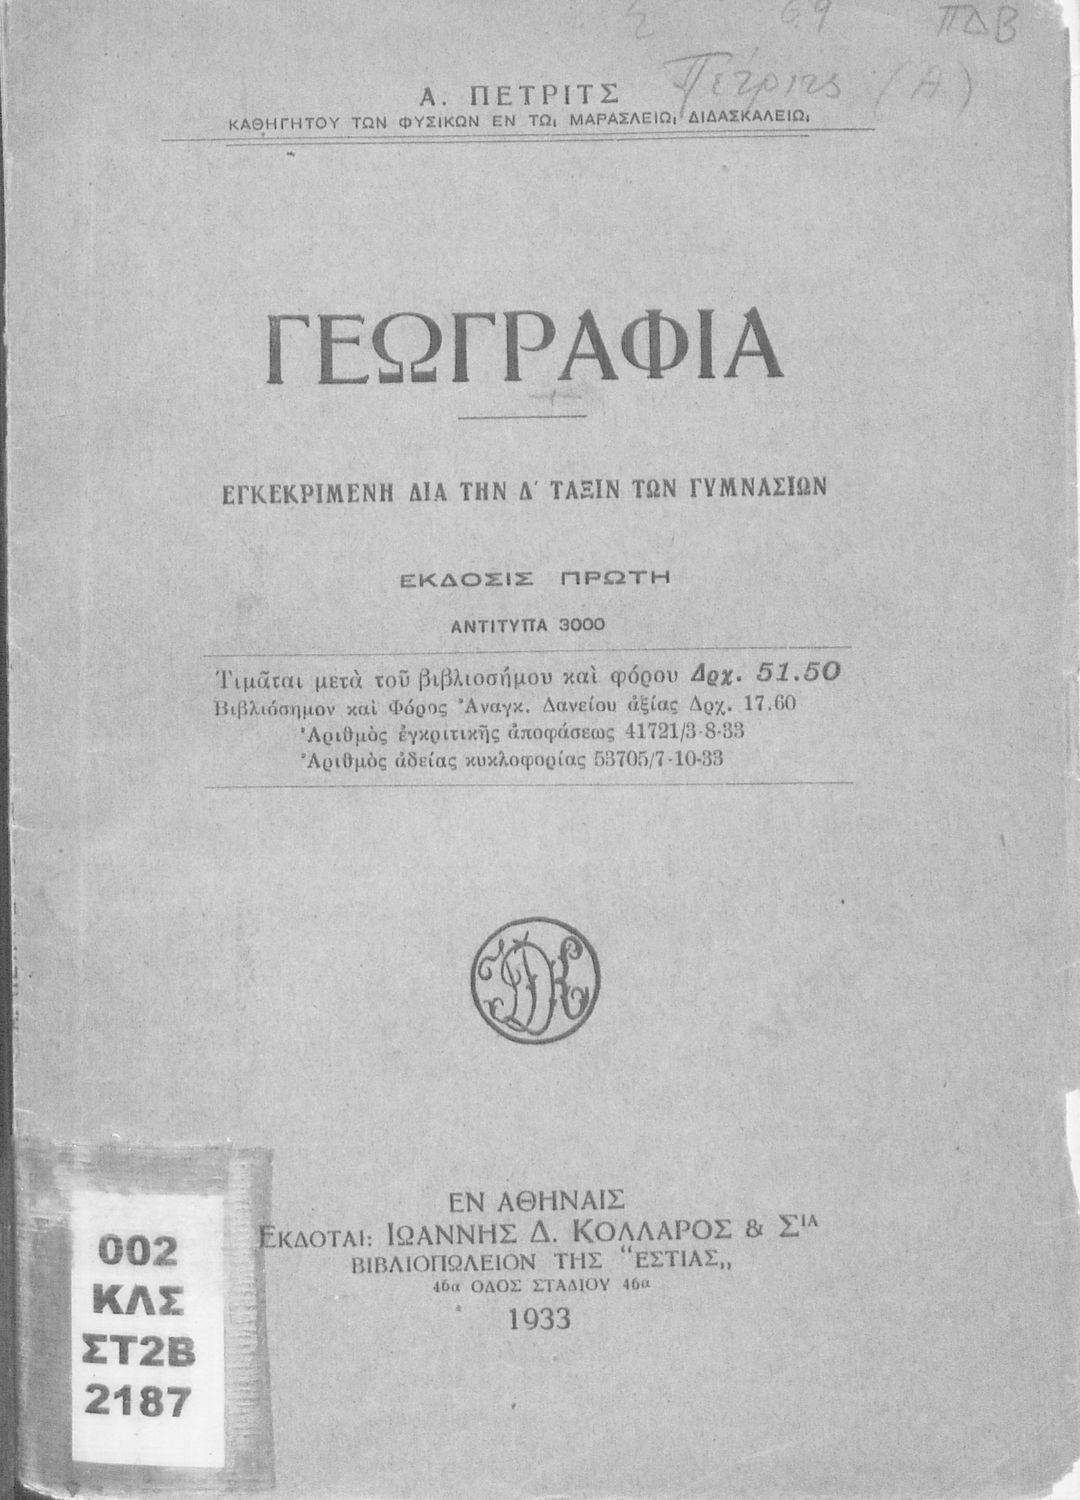 69 ΠΔΒ
Πέτριτς (Α)
Α. ΠΕΤΡΙΤΣ
ΚΑΘΗΓΗΤΟΥ ΤΩΝ ΦΥΣΙΚΩΝ ΕΝ ΤΩι ΜΑΡΑΣΛΕΙΩι ΔΙΔΑΣΚΑΛΕΙΩι
ΓΕΩΓΡΑΦΙΑ
ΕΓΚΕΚΡΙΜΕΝΗ ΔΙΑ ΤΗΝ Δ΄ ΤΑΞΙΝ ΤΩΝ ΓΥΜΝΑΣΙΩΝ
ΕΚΔΟΣΙΣ ΠΡΩΤΗ
ΑΝΤΙΤΥΠΑ 3000
Τιμᾶται μετὰ τοῦ βιβλιοσήμου καὶ φόρου Δρχ. 51.50
Βιβλιόσημον καὶ Φόρος Ἀναγκ. Δανείου ἀξίας Δρχ. 17.60
Ἀριθμὸς ἐγκριτικῆς ἀποφάσεως 41721/3-8-33
Ἀριθμὸς ἀδείας κυκλοφορίας 53705/7-10-33
ΙΔΚ
ΕΝ ΑΘΗΝΑΙΣ
ΕΚΔΟΤΑΙ: ΙΩΑΝΝΗΣ Δ. ΚΟΛΛΑΡΟΣ & ΣΙΑ
ΒΙΒΛΙΟΠΩΛΕΙΟΝ ΤΗΣ “ΕΣΤΙΑΣ„
46α ΟΔΟΣ ΣΤΑΔΙΟΥ 46α
1933
002
ΚΛΣ
ΣΤ2Β
2187